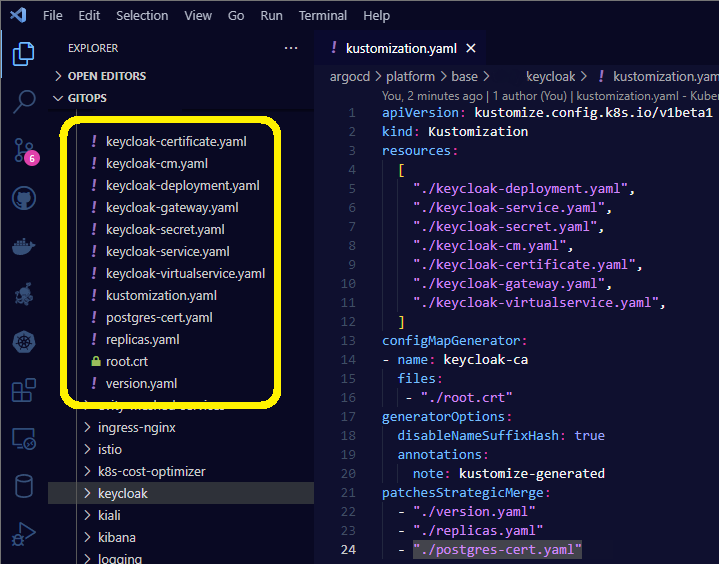 File Edit Selection View Go Run Terminal Help
EXPLORER
OPEN EDITORS
GITOPS
6
keycloak-certificate.yaml
keycloak-cm.yaml
keycloak-deployment.yaml
keycloak-gateway.yaml
keycloak-secret.yaml
keycloak-service.yaml
keycloak-virtualservice.yaml
kustomization.yaml
postgres-cert.yaml
replicas.yaml
root.crt
version.yaml
ingress-nginx
istio
k8s-cost-optimizer
keycloak
kiali
kibana
logging
kustomization.yaml
argocd > platform > base > keycloak > ! kustomization.yam
You, 2 minutes ago | 1 author (You) | kustomization.yaml - Kuber
1 apiVersion: kustomize.config.k8s.io/v1beta1
2 kind: Kustomization
3 resources:
4 [
5 "./keycloak-deployment.yaml",
6 "./keycloak-service.yaml",
7 "./keycloak-secret.yaml",
8 "./keycloak-cm.yaml",
9 "./keycloak-certificate.yaml",
10 "./keycloak-gateway.yaml",
11 "./keycloak-virtualservice.yaml",
12 ]
13 configMapGenerator:
14 - name: keycloak-ca
15 files:
16 - "./root.crt"
17 generatorOptions:
18 disableNameSuffixHash: true
19 annotations:
20 note: kustomize-generated
21 patchesStrategicMerge:
22 - "./version.yaml"
23 - "./replicas.yaml"
24 - "./postgres-cert.yaml"